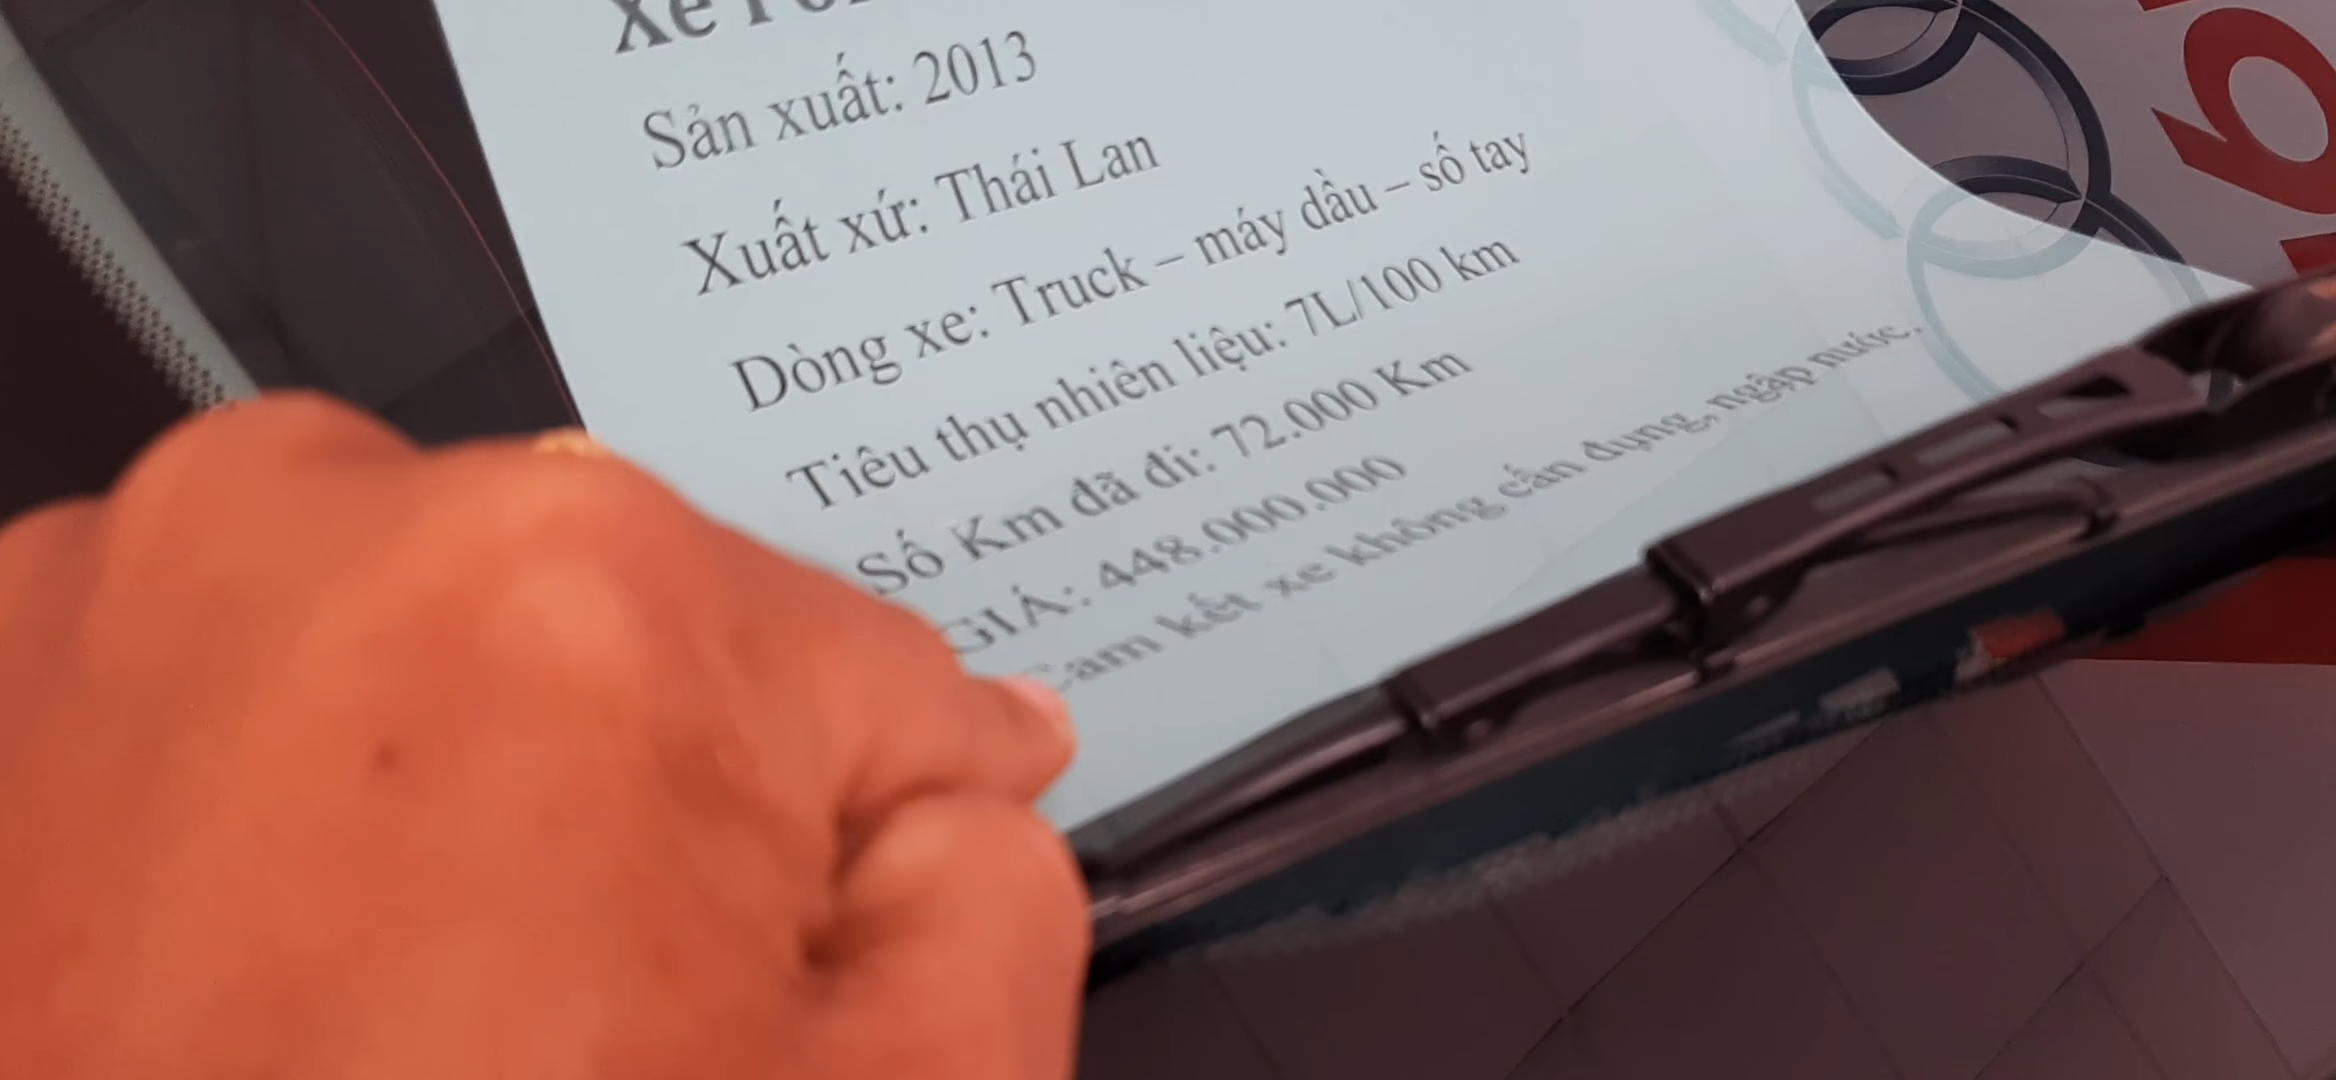 Xe
Sản xuất: 2013
Xuất xứ: Thái Lan
Dòng xe: Truck – máy dầu – số tay
Tiêu thụ nhiên liệu: 7L/100 km
Số Km đã đi: 72.000 Km
GIÁ: 448.000.000
Cam kết xe không cấn đụng, ngập nước.